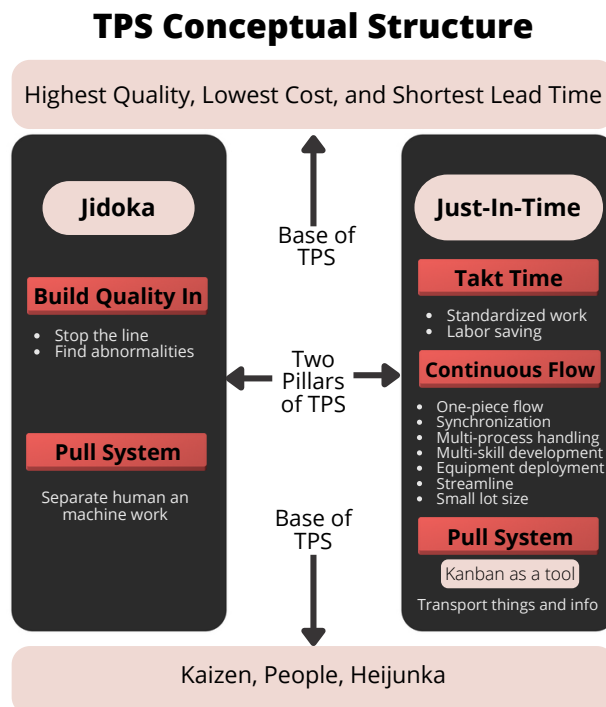 TPS Conceptual Structure
Highest Quality, Lowest Cost, and Shortest Lead Time
Jidoka
Build Quality In
Stop the line
Find abnormalities
Pull System
Separate human an
machine work
Base of
TPS
Two
Pillars
of TPS
Base of
TPS
Just-In-Time
Takt Time
Standardized work
Labor saving
Continuous Flow
One-piece flow
Synchronization
Multi-process handling
Multi-skill development
Equipment deployment
Streamline
Small lot size
Pull System
Kanban as a tool
Transport things and info
Kaizen, People, Heijunka